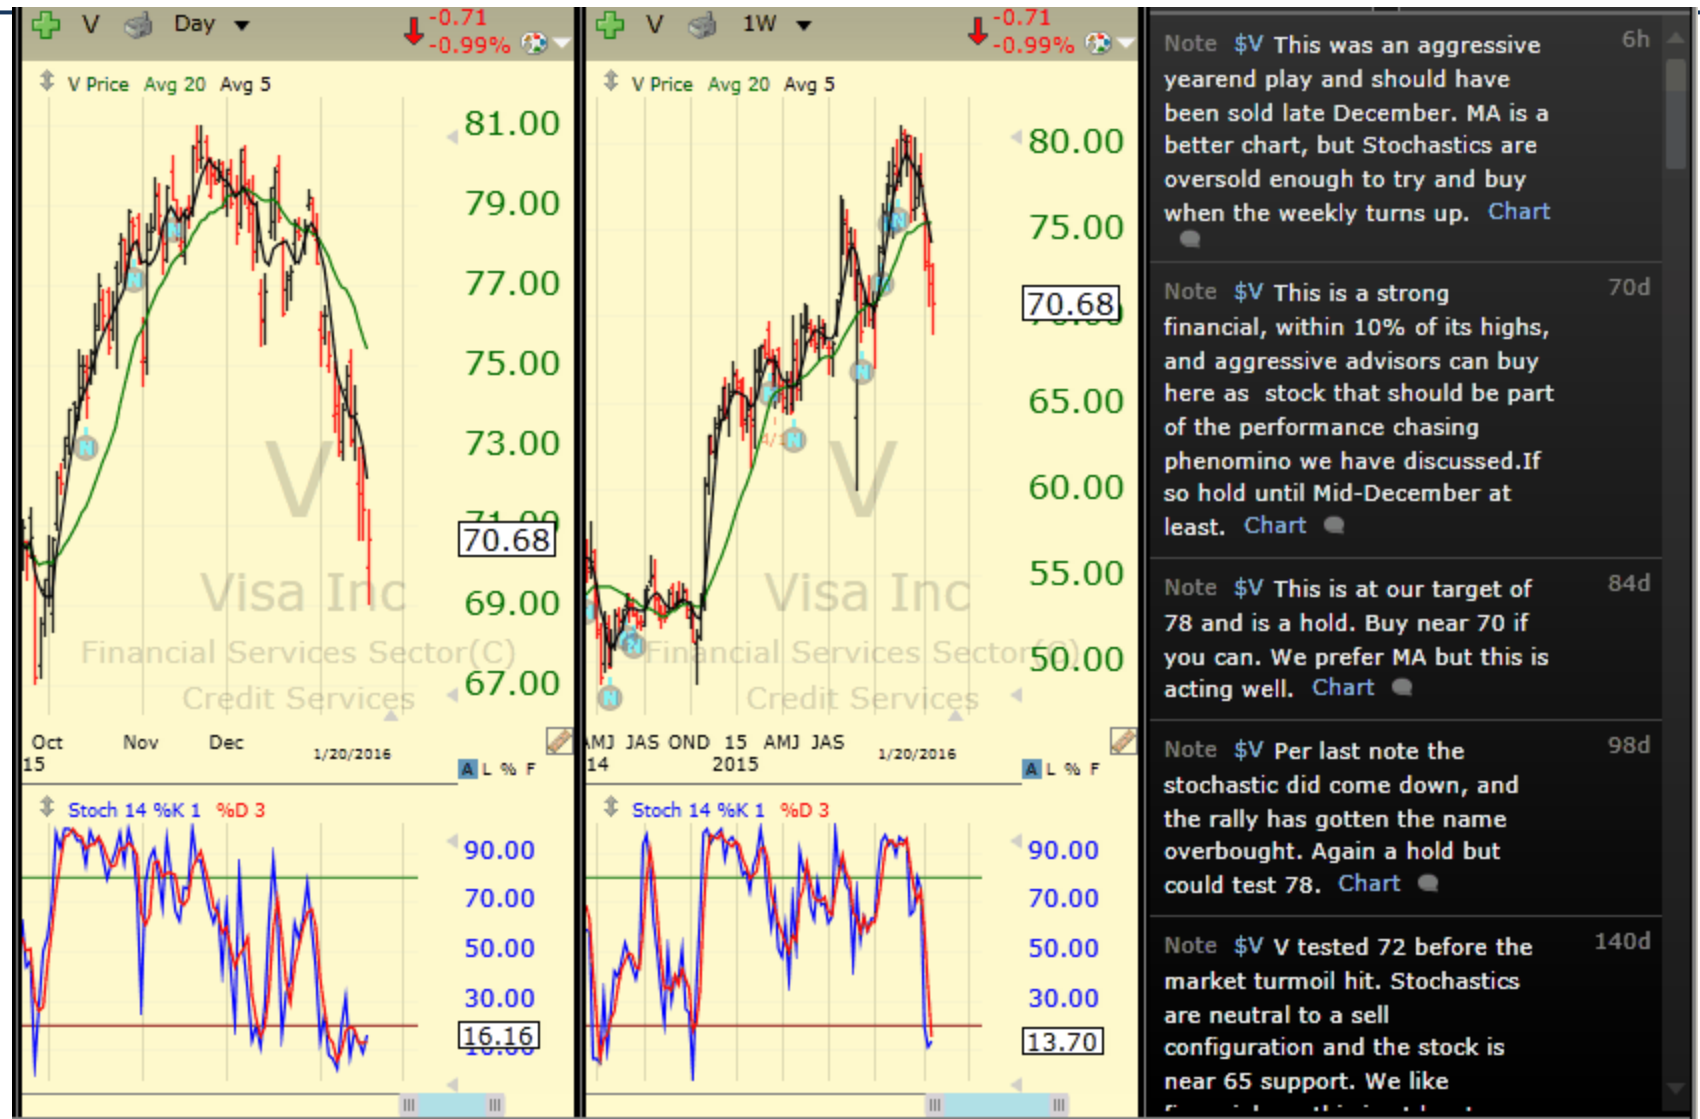 V Day -0.71
-0.99%
V Price Avg 20 Avg 5
81.00
79.00
77.00
75.00
73.00
71.00
70.68
69.00
67.00
V
Visa Inc
Financial Services Sector(C)
Credit Services
Oct Nov Dec 1/20/2016
15
A L % F
Stoch 14 %K 1 %D 3
90.00
70.00
50.00
30.00
16.16
10.00
V 1W -0.71
-0.99%
V Price Avg 20 Avg 5
80.00
75.00
70.68
65.00
60.00
55.00
50.00
V
Visa Inc
Financial Services Sector(C)
Credit Services
AMJ JAS OND 15 AMJ JAS 1/20/2016
14 2015
A L % F
Stoch 14 %K 1 %D 3
90.00
70.00
50.00
30.00
13.70
Note $V This was an aggressive 6h
yearend play and should have
been sold late December. MA is a
better chart, but Stochastics are
oversold enough to try and buy
when the weekly turns up. Chart
Note $V This is a strong 70d
financial, within 10% of its highs,
and aggressive advisors can buy
here as stock that should be part
of the performance chasing
phenomino we have discussed.If
so hold until Mid-December at
least. Chart
Note $V This is at our target of 84d
78 and is a hold. Buy near 70 if
you can. We prefer MA but this is
acting well. Chart
Note $V Per last note the 98d
stochastic did come down, and
the rally has gotten the name
overbought. Again a hold but
could test 78. Chart
Note $V V tested 72 before the 140d
market turmoil hit. Stochastics
are neutral to a sell
configuration and the stock is
near 65 support. We like